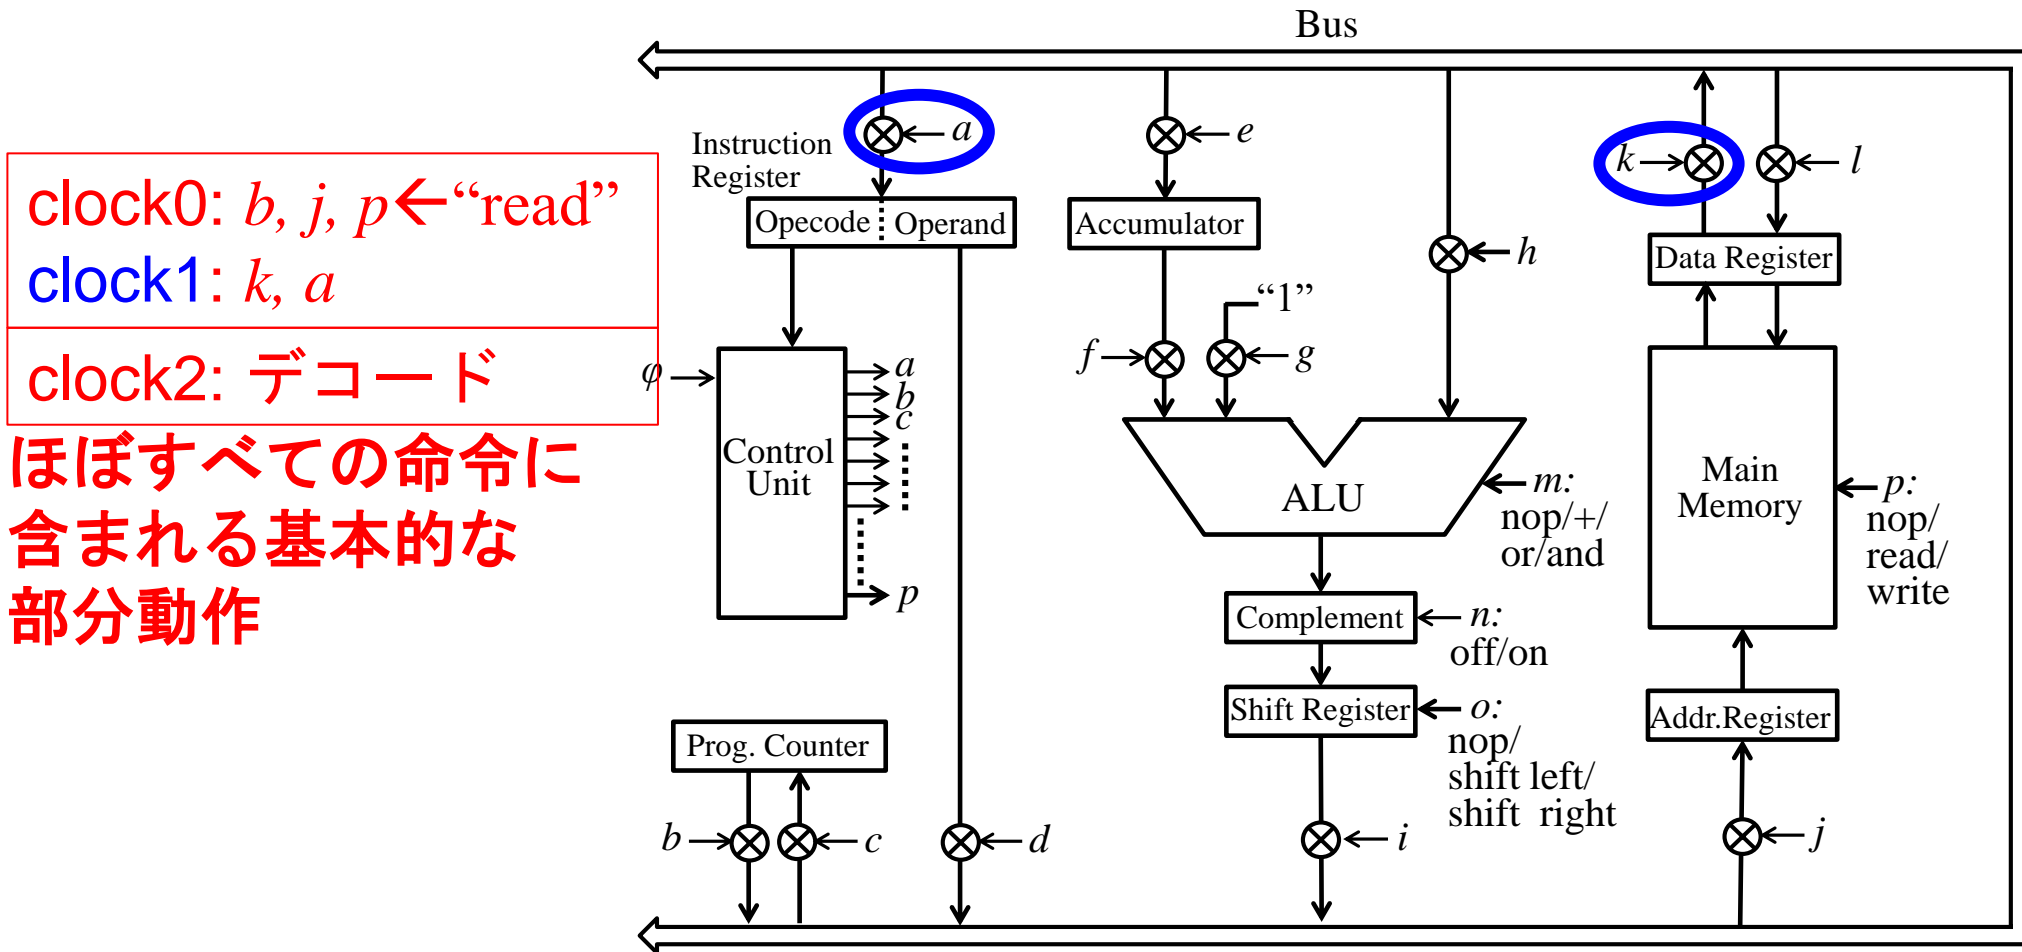 Bus
clock0: b, j, p←“read”
clock1: k, a
clock2: デコード
ほぼすべての命令に
含まれる基本的な
部分動作
Instruction
Register
a
Opecode
Operand
φ
Control
Unit
a
b
c
p
Prog. Counter
b
c
d
e
Accumulator
“1”
f
g
h
ALU
m:
nop/+/
or/and
Complement
n:
off/on
Shift Register
o:
nop/
shift left/
shift right
i
k
l
Data Register
Main
Memory
p:
nop/
read/
write
Addr.Register
j